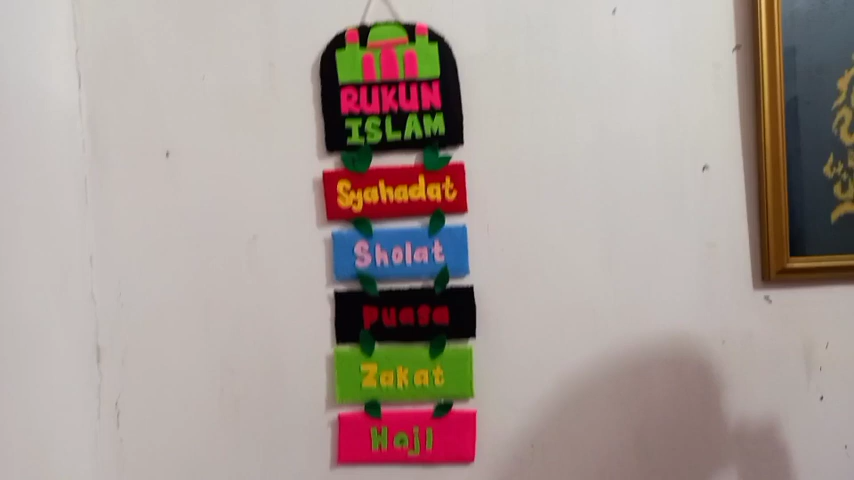 RUKUN
ISLAM
Syahadat
Sholat
puasa
Zakat
Haji